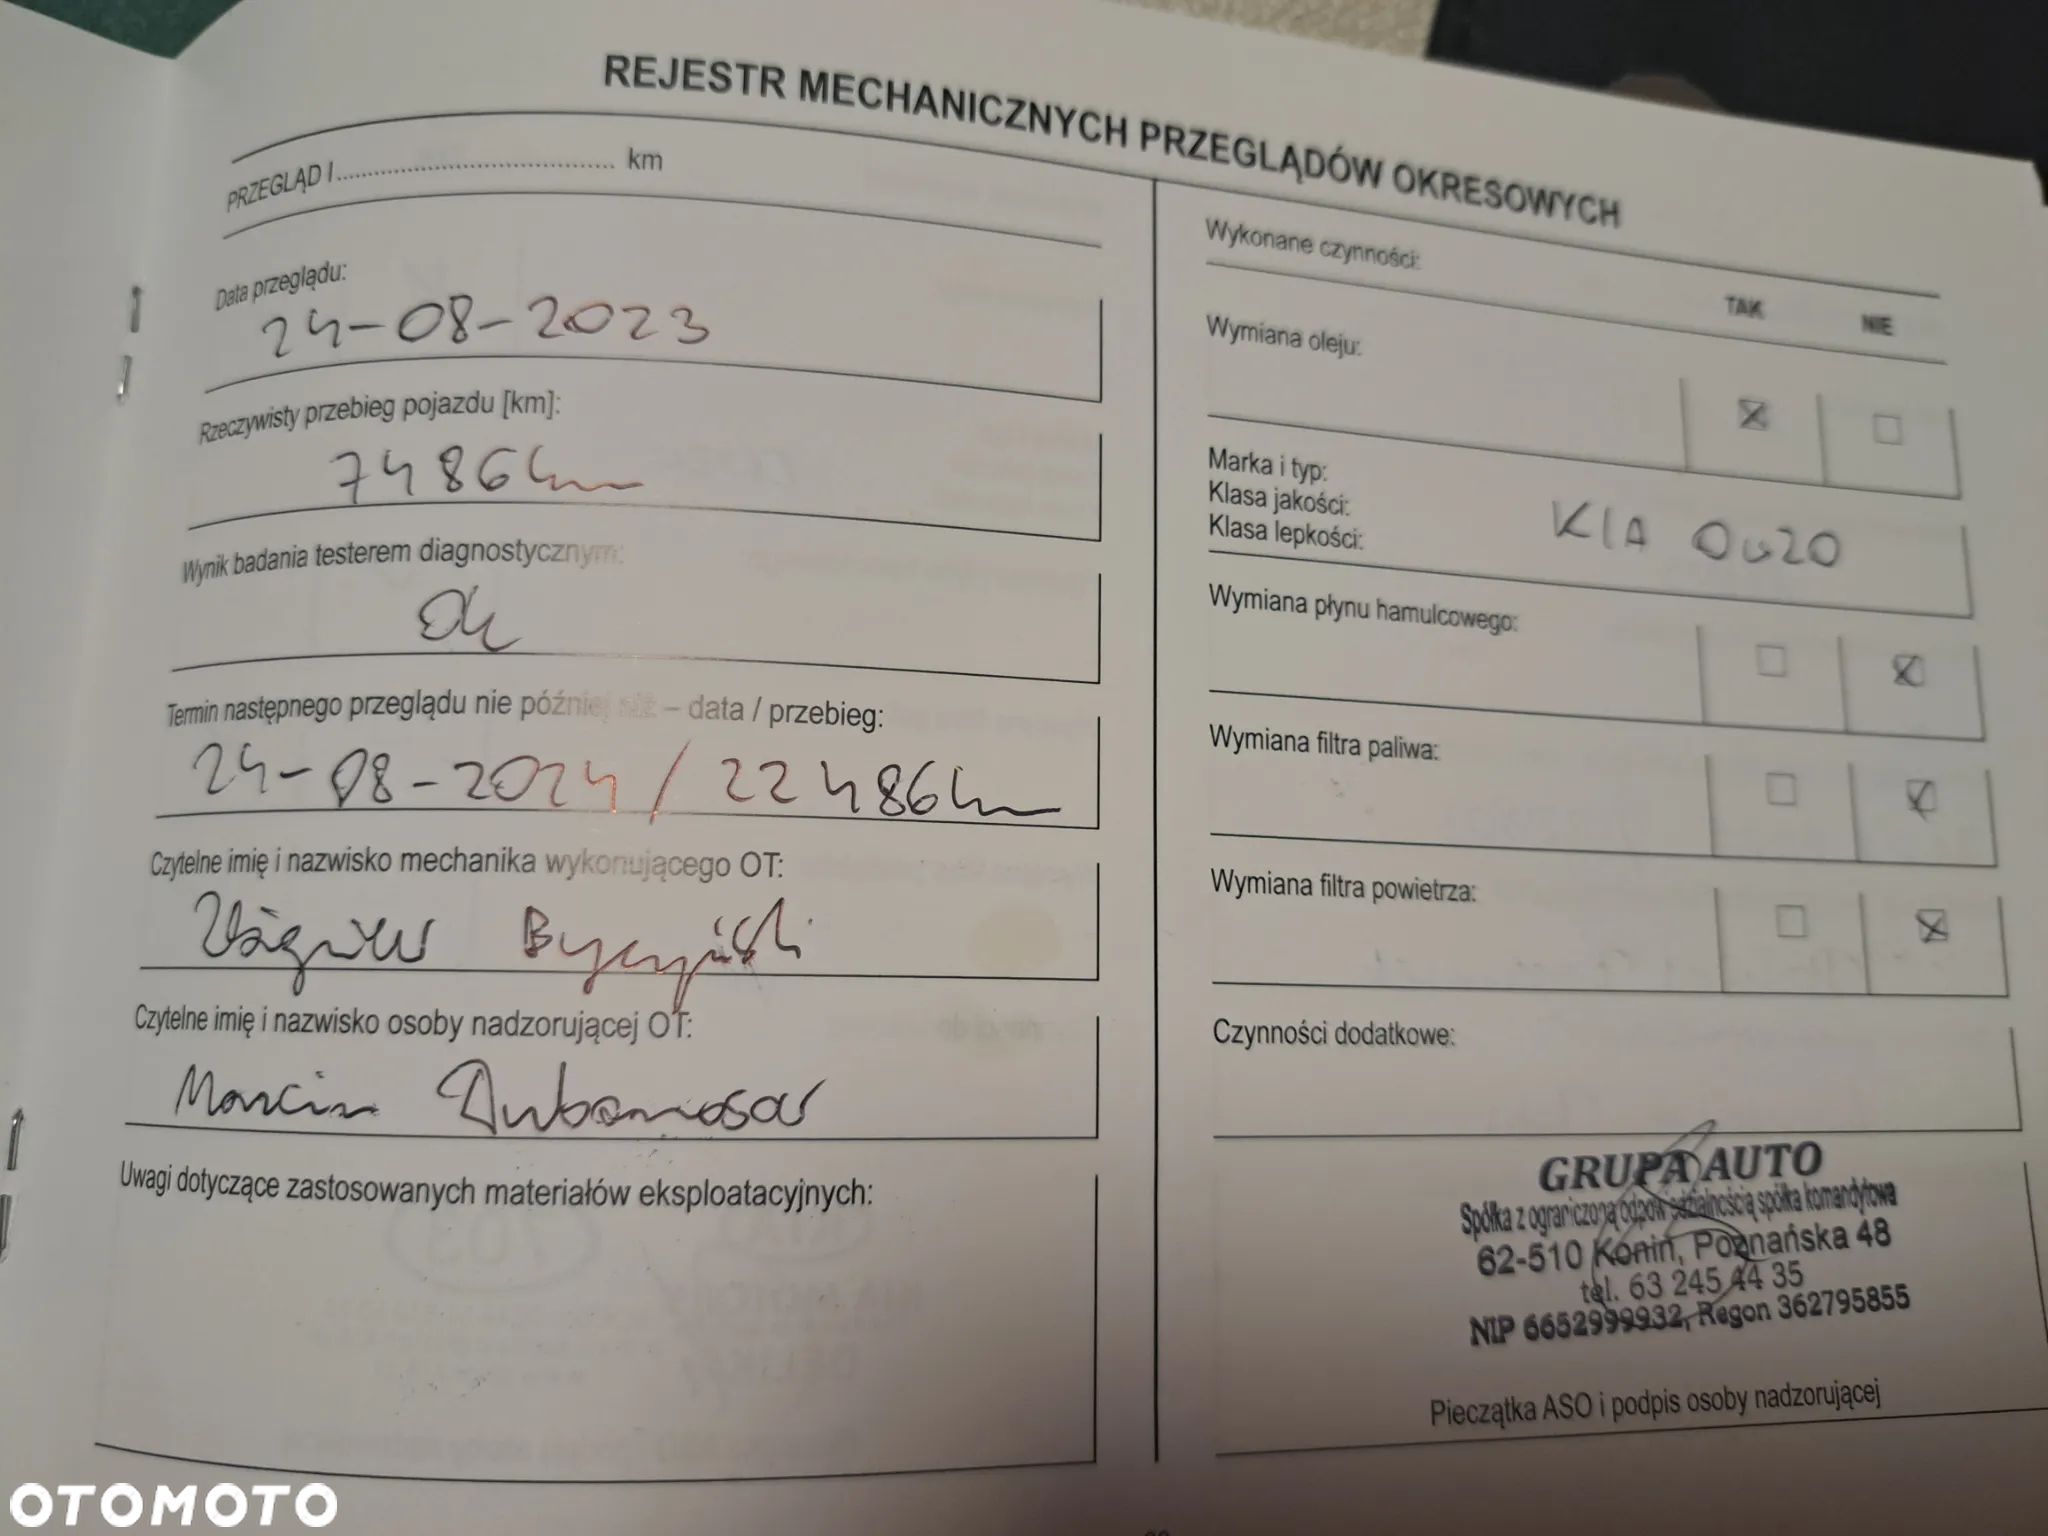 REJESTR MECHANICZNYCH PRZEGLĄDÓW OKRESOWYCH
PRZEGLĄD I........................................ km
Data przeglądu:
24-08-2023
Rzeczywisty przebieg pojazdu [km]:
7486km
Wynik badania testerem diagnostycznym:
Ok
Termin następnego przeglądu nie później niż – data / przebieg:
24-08-2024 / 22486km
Czytelne imię i nazwisko mechanika wykonującego OT:
Zbigniew
Czytelne imię i nazwisko osoby nadzorującej OT:
Marcin
Uwagi dotyczące zastosowanych materiałów eksploatacyjnych:
Wykonane czynności:
TAK NIE
Wymiana oleju:
Marka i typ:
Klasa jakości:
Klasa lepkości:
KIA 0w20
Wymiana płynu hamulcowego:
Wymiana filtra paliwa:
Wymiana filtra powietrza:
Czynności dodatkowe:
GRUPA AUTO
Spółka z ograniczoną odpowiedzialnością spółka komandytowa
62-510 Konin, Poznańska 48
tel. 63 245 44 35
NIP 6652999932, Regon 362795855
Pieczątka ASO i podpis osoby nadzorującej
OTOMOTO